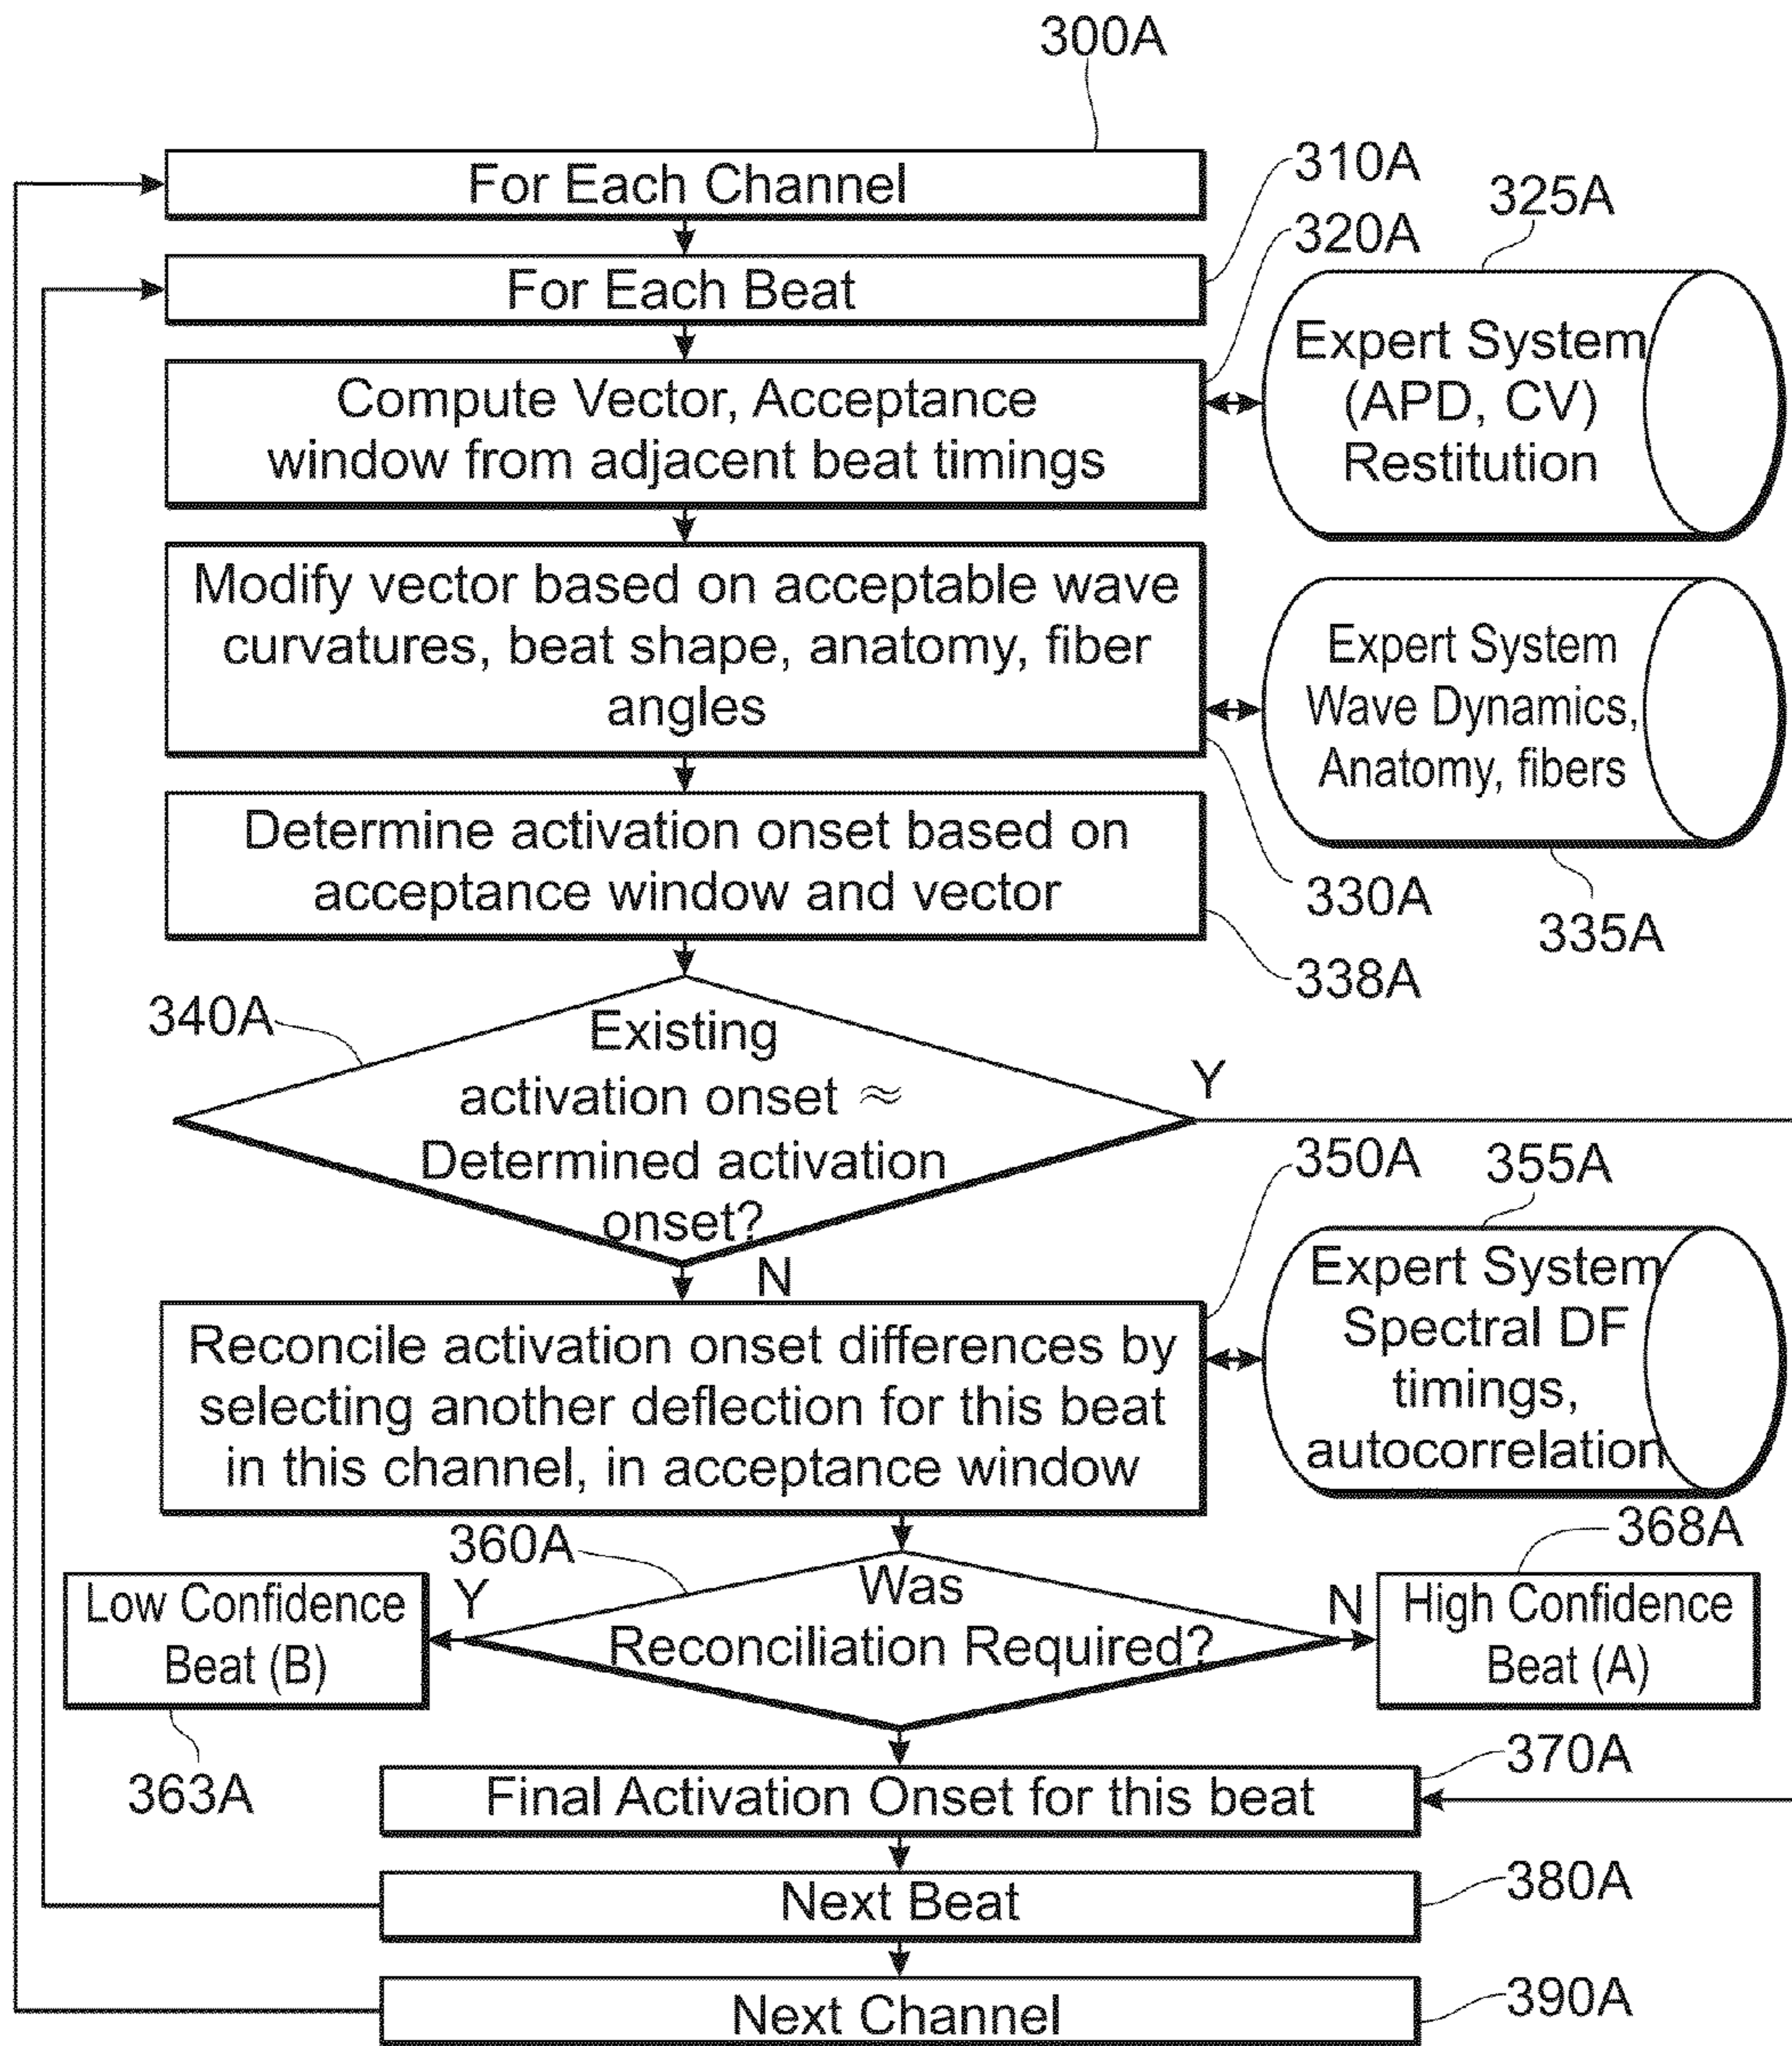 300A
For Each Channel
310A
For Each Beat
320A
325A
Compute Vector, Acceptance
window from adjacent beat timings
Expert System
(APD, CV)
Restitution
Modify vector based on acceptable wave
curvatures, beat shape, anatomy, fiber
angles
330A
Expert System
Wave Dynamics,
Anatomy, fibers
335A
Determine activation onset based on
acceptance window and vector
338A
340A
Existing
activation onset ≈
Determined activation
onset?
Y
N
350A
355A
Reconcile activation onset differences by
selecting another deflection for this beat
in this channel, in acceptance window
Expert System
Spectral DF
timings,
autocorrelation
360A
Was
Reconciliation Required?
Y
N
Low Confidence
Beat (B)
363A
368A
High Confidence
Beat (A)
370A
Final Activation Onset for this beat
Next Beat
380A
Next Channel
390A